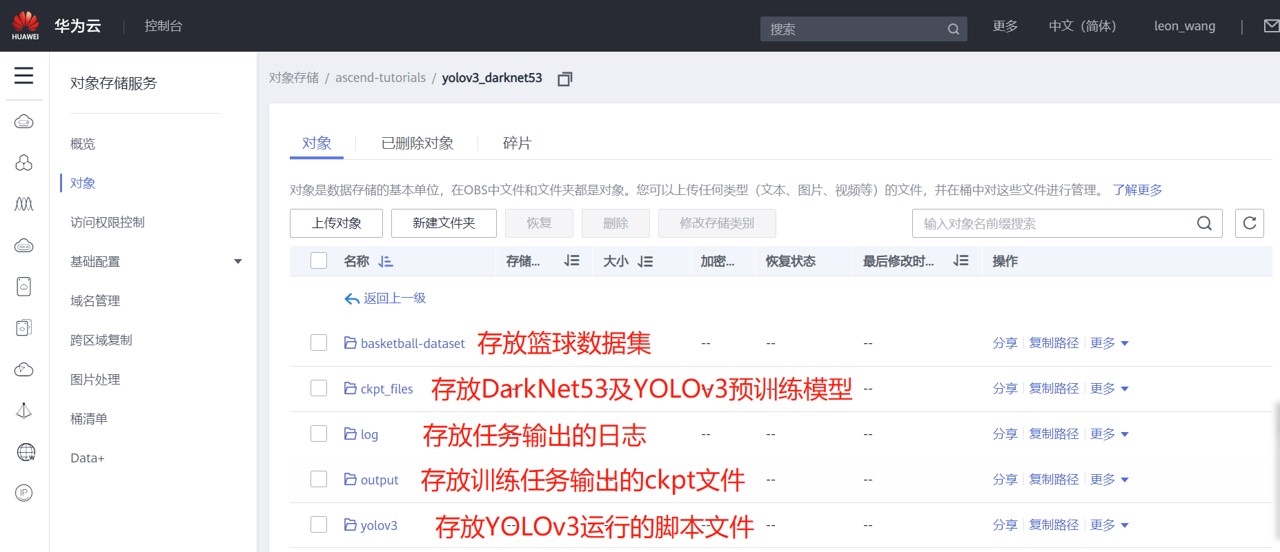 HUAWEI 华为云 控制台 搜索 更多 中文（简体） leon_wang
对象存储服务
概览
对象
访问权限控制
基础配置
域名管理
跨区域复制
图片处理
桶清单
Data+
对象存储 / ascend-tutorials / yolov3_darknet53
对象 已删除对象 碎片
对象是数据存储的基本单位，在OBS中文件和文件夹都是对象。您可以上传任何类型（文本、图片、视频等）的文件，并在桶中对这些文件进行管理。 了解更多
上传对象 新建文件夹 恢复 删除 修改存储类别 输入对象名前缀搜索
名称 存储... 大小 加密... 恢复状态 最后修改时... 操作
返回上一级
basketball-dataset 存放篮球数据集 -- -- -- 分享 复制路径 更多
ckpt_files 存放DarkNet53及YOLOv3预训练模型 -- 分享 复制路径 更多
log 存放任务输出的日志 -- -- -- 分享 复制路径 更多
output 存放训练任务输出的ckpt文件 -- -- 分享 复制路径 更多
yolov3 存放YOLOv3运行的脚本文件 -- -- 分享 复制路径 更多
IP